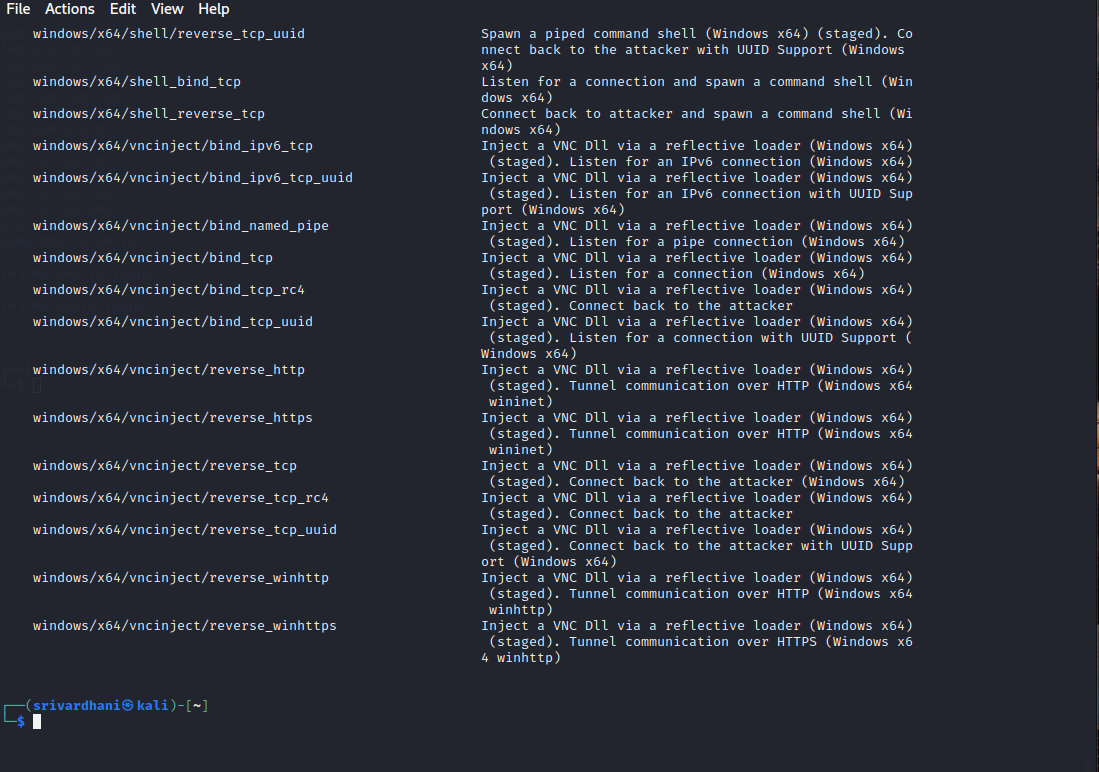 File Actions Edit View Help
windows/x64/shell/reverse_tcp_uuid Spawn a piped command shell (Windows x64) (staged). Co
nnect back to the attacker with UUID Support (Windows
x64)
windows/x64/shell_bind_tcp Listen for a connection and spawn a command shell (Win
dows x64)
windows/x64/shell_reverse_tcp Connect back to attacker and spawn a command shell (Wi
ndows x64)
windows/x64/vncinject/bind_ipv6_tcp Inject a VNC Dll via a reflective loader (Windows x64)
(staged). Listen for an IPv6 connection (Windows x64)
windows/x64/vncinject/bind_ipv6_tcp_uuid Inject a VNC Dll via a reflective loader (Windows x64)
(staged). Listen for an IPv6 connection with UUID Sup
port (Windows x64)
windows/x64/vncinject/bind_named_pipe Inject a VNC Dll via a reflective loader (Windows x64)
(staged). Listen for a pipe connection (Windows x64)
windows/x64/vncinject/bind_tcp Inject a VNC Dll via a reflective loader (Windows x64)
(staged). Listen for a connection (Windows x64)
windows/x64/vncinject/bind_tcp_rc4 Inject a VNC Dll via a reflective loader (Windows x64)
(staged). Connect back to the attacker
windows/x64/vncinject/bind_tcp_uuid Inject a VNC Dll via a reflective loader (Windows x64)
(staged). Listen for a connection with UUID Support (
Windows x64)
windows/x64/vncinject/reverse_http Inject a VNC Dll via a reflective loader (Windows x64)
(staged). Tunnel communication over HTTP (Windows x64
wininet)
windows/x64/vncinject/reverse_https Inject a VNC Dll via a reflective loader (Windows x64)
(staged). Tunnel communication over HTTP (Windows x64
wininet)
windows/x64/vncinject/reverse_tcp Inject a VNC Dll via a reflective loader (Windows x64)
(staged). Connect back to the attacker (Windows x64)
windows/x64/vncinject/reverse_tcp_rc4 Inject a VNC Dll via a reflective loader (Windows x64)
(staged). Connect back to the attacker
windows/x64/vncinject/reverse_tcp_uuid Inject a VNC Dll via a reflective loader (Windows x64)
(staged). Connect back to the attacker with UUID Supp
ort (Windows x64)
windows/x64/vncinject/reverse_winhttp Inject a VNC Dll via a reflective loader (Windows x64)
(staged). Tunnel communication over HTTP (Windows x64
winhttp)
windows/x64/vncinject/reverse_winhttps Inject a VNC Dll via a reflective loader (Windows x64)
(staged). Tunnel communication over HTTPS (Windows x6
4 winhttp)
┌──(srivardhani㉿kali)-[~]
└─$